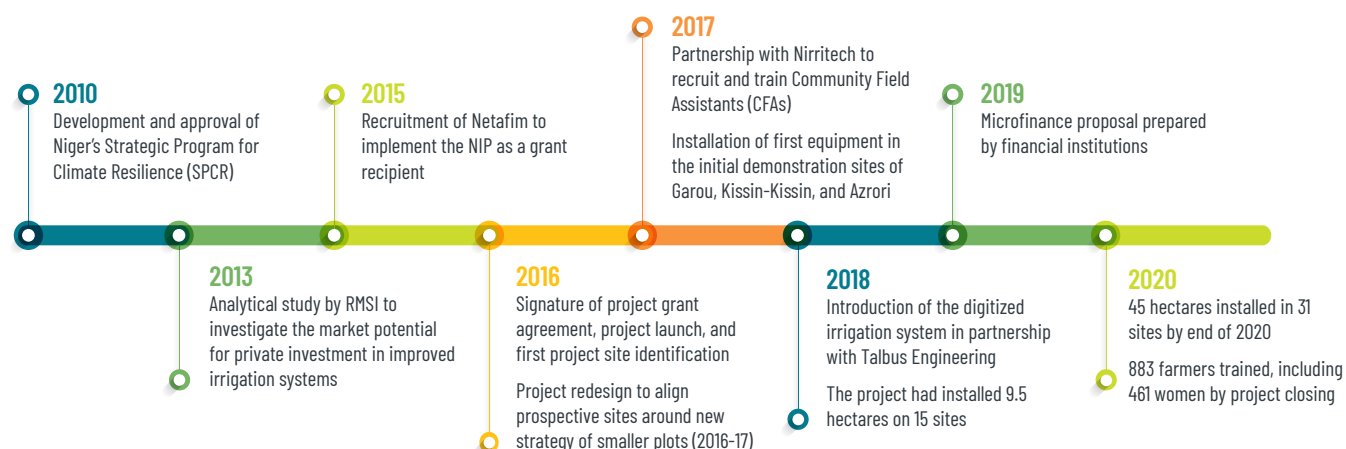 2010
Development and approval of
Niger's Strategic Program for
Climate Resilience (SPCR)
2013
Analytical study by RMSI to
investigate the market potential
for private investment in improved
irrigation systems
2015
Recruitment of Netafim to
implement the NIP as a grant
recipient
2016
Signature of project grant
agreement, project launch, and
first project site identification
Project redesign to align
prospective sites around new
strategy of smaller plots (2016-17)
2017
Partnership with Nirritech to
recruit and train Community Field
Assistants (CFAs)
Installation of first equipment in
the initial demonstration sites of
Garou, Kissin-Kissin, and Azrori
2018
Introduction of the digitized
irrigation system in partnership
with Talbus Engineering
The project had installed 9.5
hectares on 15 sites
2019
Microfinance proposal prepared
by financial institutions
2020
45 hectares installed in 31
sites by end of 2020
883 farmers trained, including
461 women by project closing